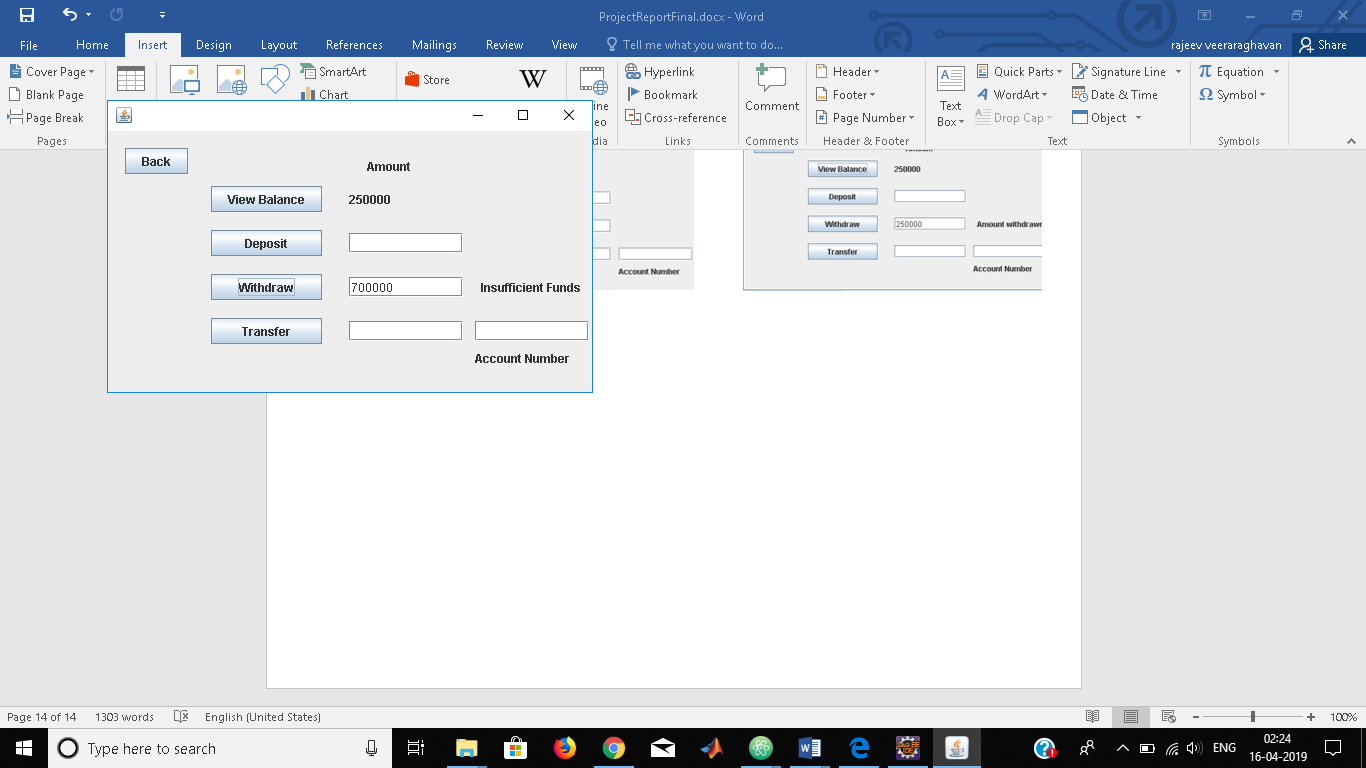 ProjectReportFinal.docx - Word
File Home Insert Design Layout References Mailings Review View Tell me what you want to do... rajeev veeraraghavan Share
Cover Page
Blank Page
Page Break
Pages
SmartArt
Chart
Store
W
Hyperlink
Bookmark
Cross-reference
Links
Comment
Comments
Header
Footer
Page Number
Header & Footer
Text
Box
Quick Parts
WordArt
Drop Cap
Signature Line
Date & Time
Object
Text
Equation
Symbol
Symbols
Back
Amount
View Balance 250000
Deposit
Withdraw 700000 Insufficient Funds
Transfer
Account Number
Account Number
View Balance 250000
Deposit
Withdraw 250000 Amount withdrawn
Transfer
Account Number
Page 14 of 14 1303 words English (United States) 100%
Type here to search
ENG
02:24
16-04-2019